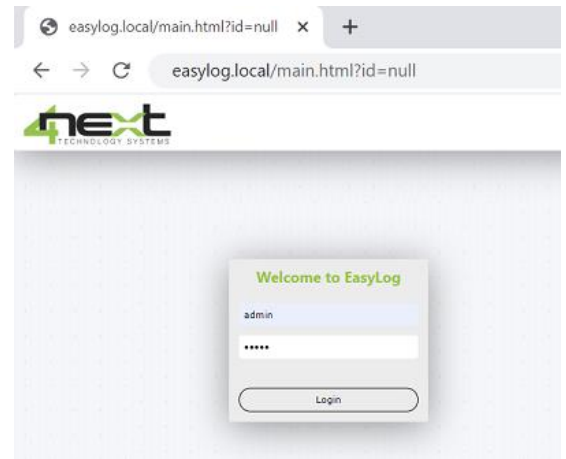 easylog.local/main.html?id=null
easylog.local/main.html?id=null
4next
TECHNOLOGY SYSTEMS
Welcome to EasyLog
admin
•••••
Login